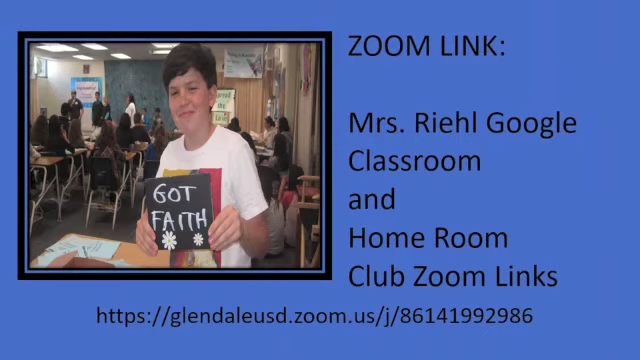 ZOOM LINK:
Mrs. Riehl Google
Classroom
and
Home Room
Club Zoom Links
GOT
FAITH
https://glendaleusd.zoom.us/j/86141992986